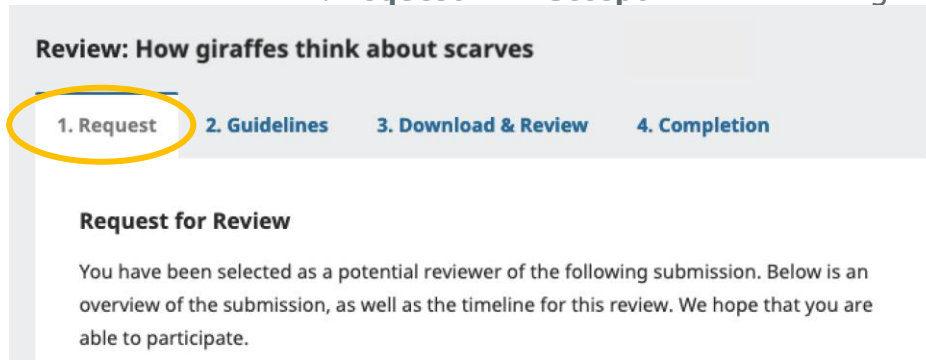 Review: How giraffes think about scarves
1. Request 2. Guidelines 3. Download & Review 4. Completion
Request for Review
You have been selected as a potential reviewer of the following submission. Below is an
overview of the submission, as well as the timeline for this review. We hope that you are
able to participate.